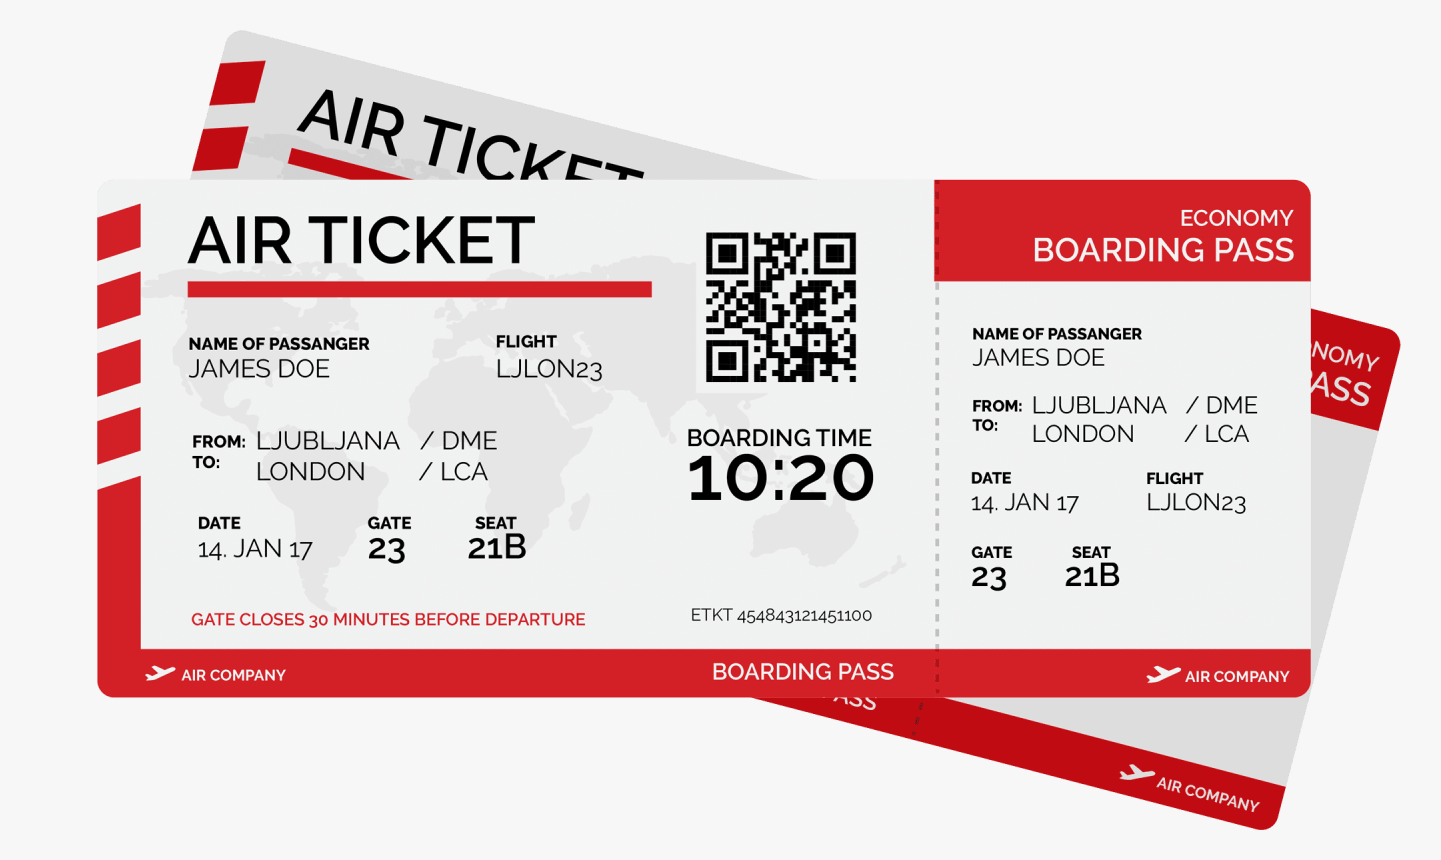 AIR TICKET
AIR TICKET
NAME OF PASSANGER
JAMES DOE
FLIGHT
LJLON23
FROM: LJUBLJANA / DME
TO: LONDON / LCA
DATE
14. JAN 17
GATE
23
SEAT
21B
GATE CLOSES 30 MINUTES BEFORE DEPARTURE
BOARDING TIME
10:20
ETKT 454843121451100
AIR COMPANY
BOARDING PASS
ECONOMY
BOARDING PASS
NAME OF PASSANGER
JAMES DOE
FROM: LJUBLJANA / DME
TO: LONDON / LCA
DATE
14. JAN 17
FLIGHT
LJLON23
GATE
23
SEAT
21B
AIR COMPANY
NOMY
PASS
ASS
AIR COMPANY